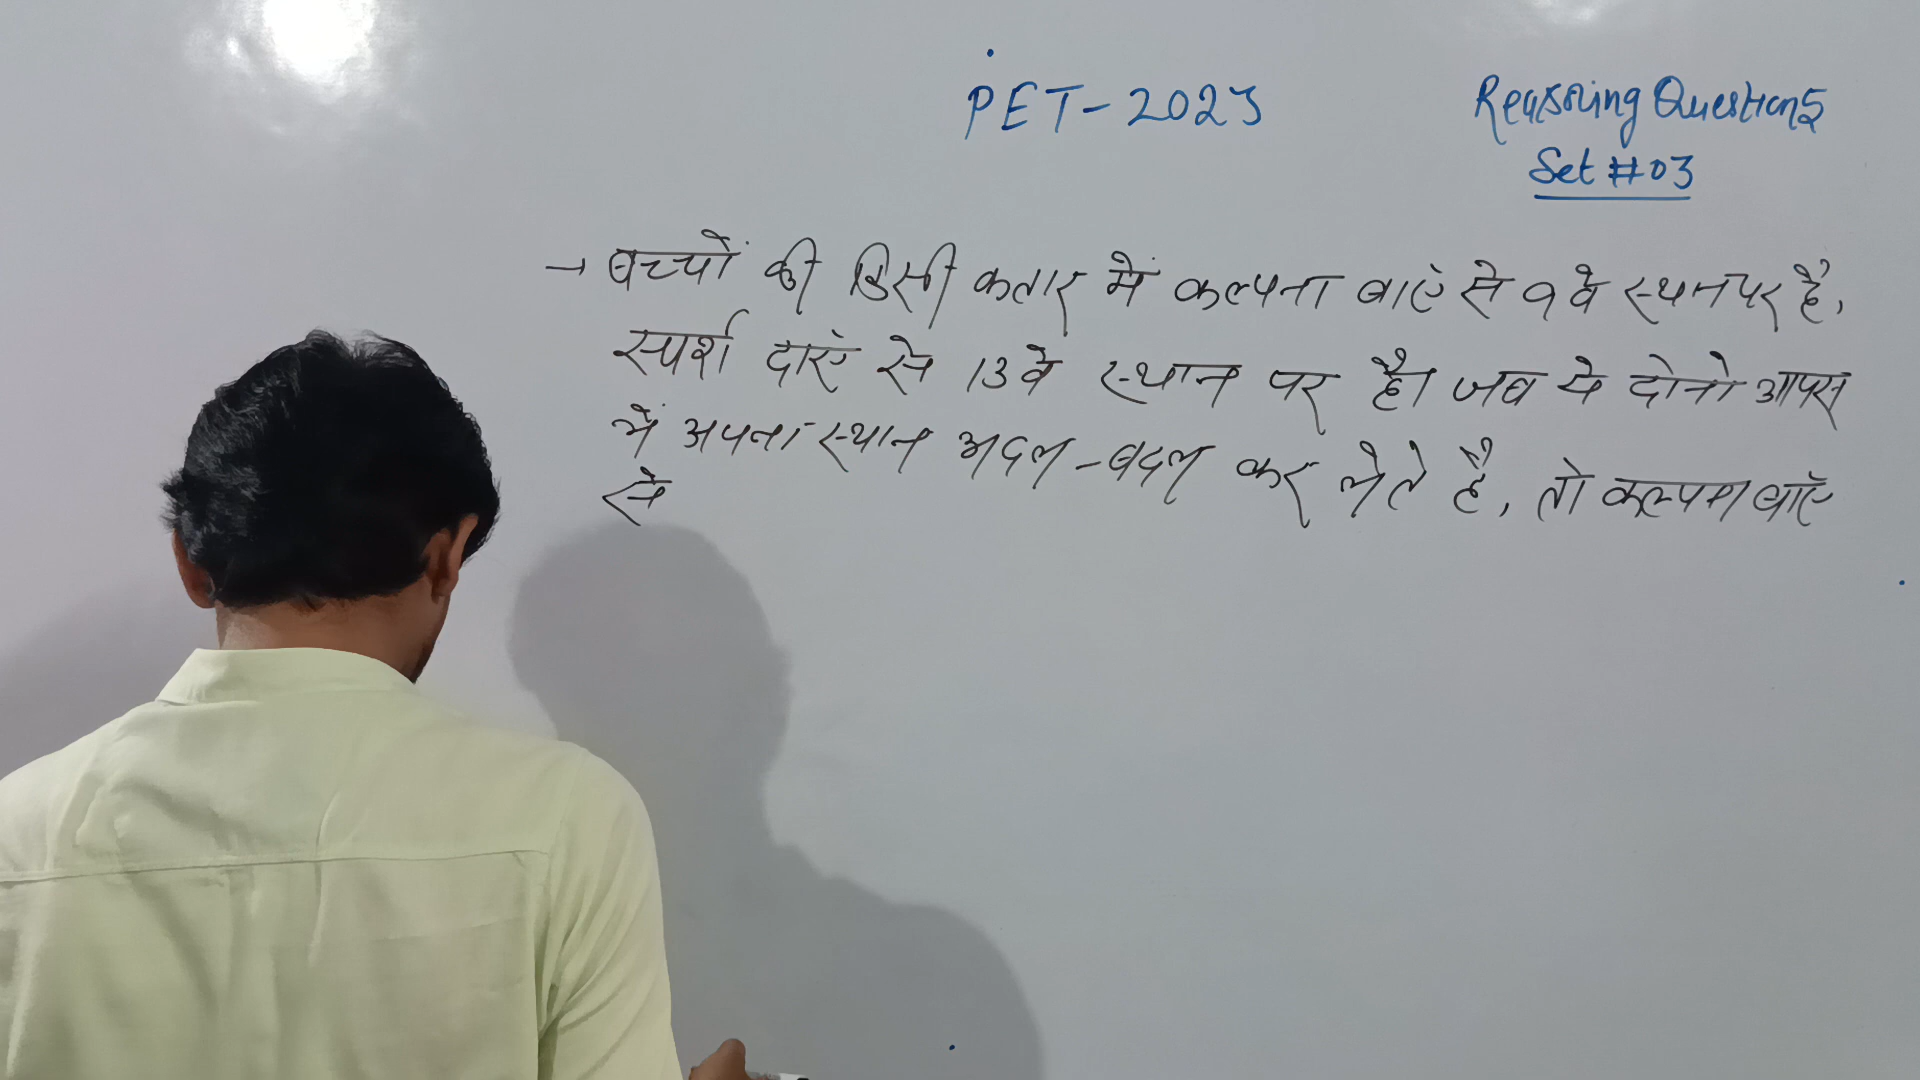 PET-2023
Reasoning Questions
Set #03
→ बच्चों की किसी कतार में कल्पना बाएं से 9 वे स्थान पर है,
स्पर्श दाएं से 13 वे स्थान पर है। जब ये दोनो आपस
में अपना स्थान अदल-बदल कर लेते है, तो कल्पना बाएं
से